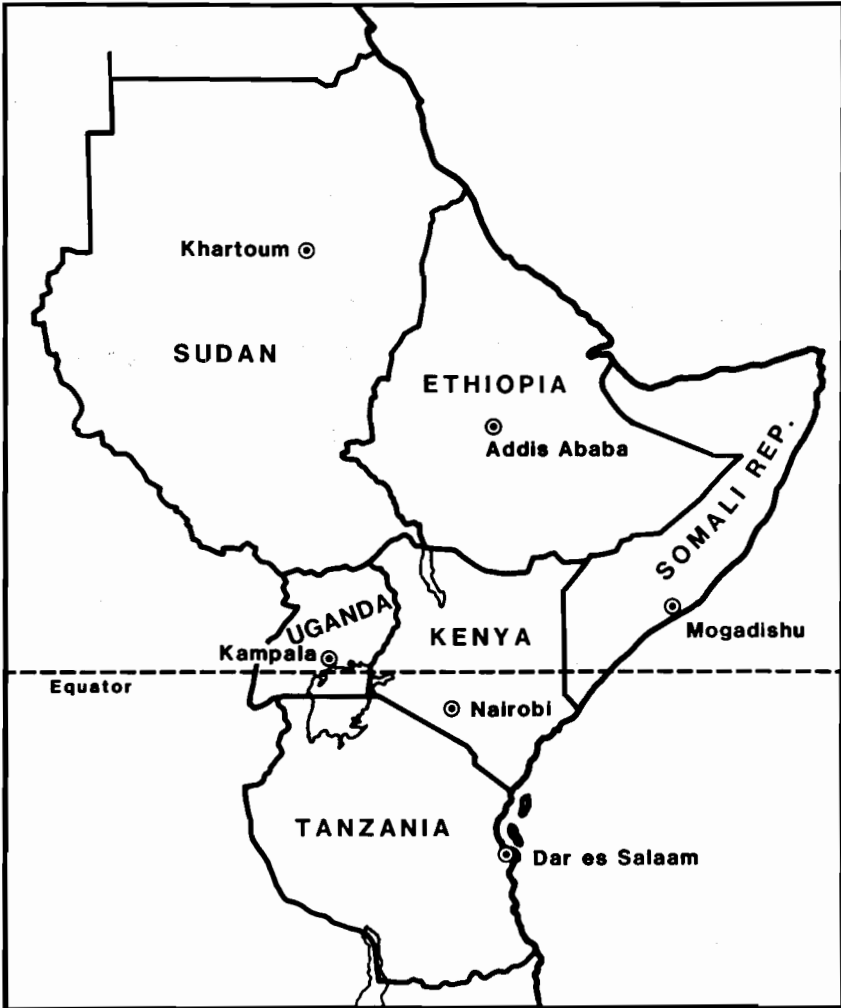 Khartoum
SUDAN
ETHIOPIA
Addis Ababa
SOMALI REP.
UGANDA
KENYA
Mogadishu
Kampala
Equator
Nairobi
TANZANIA
Dar es Salaam